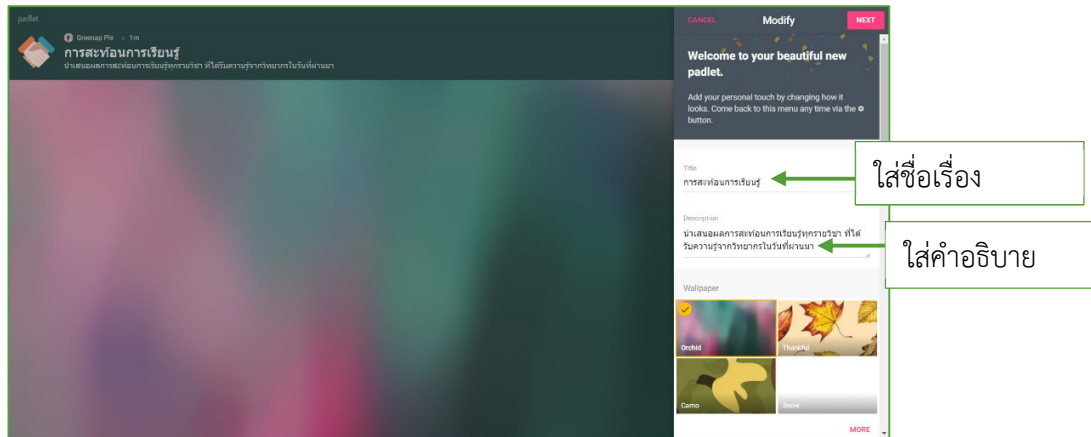 padlet
Greenap Pie • 1m
การสะท้อนการเรียนรู้
นำเสนอผลการสะท้อนการเรียนรู้ทุกรายวิชา ที่ได้รับความรู้จากวิทยากรในวันที่ผ่านมา
CANCEL
Modify
NEXT
Welcome to your beautiful new
padlet.
Add your personal touch by changing how it
looks. Come back to this menu any time via the
button.
Title
การสะท้อนการเรียนรู้
ใส่ชื่อเรื่อง
Description
นำเสนอผลการสะท้อนการเรียนรู้ทุกรายวิชา ที่ได้
รับความรู้จากวิทยากรในวันที่ผ่านมา
ใส่คำอธิบาย
Wallpaper
Orchid
Thankful
Camo
Snow
MORE